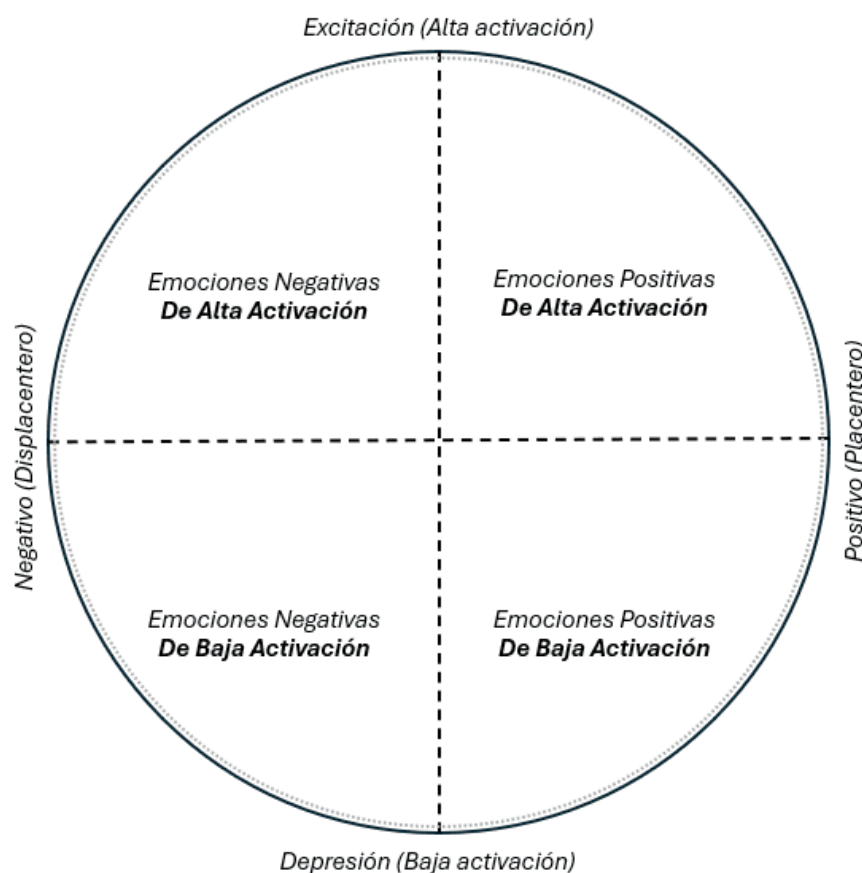 Excitación (Alta activación)
Emociones Negativas
De Alta Activación
Emociones Positivas
De Alta Activación
Negativo (Displacentero)
Positivo (Placentero)
Emociones Negativas
De Baja Activación
Emociones Positivas
De Baja Activación
Depresión (Baja activación)